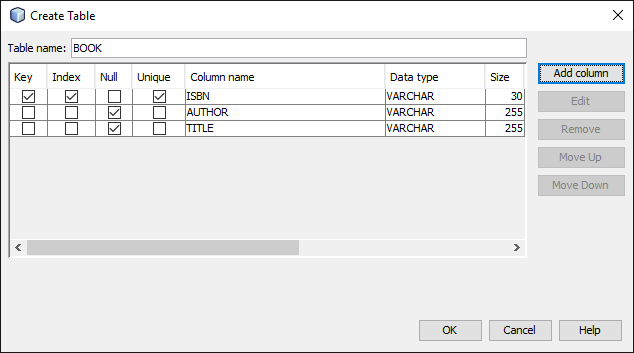 Create Table
Table name: BOOK
Key Index Null Unique Column name Data type Size
ISBN VARCHAR 30
AUTHOR VARCHAR 255
TITLE VARCHAR 255
Add column
Edit
Remove
Move Up
Move Down
OK Cancel Help